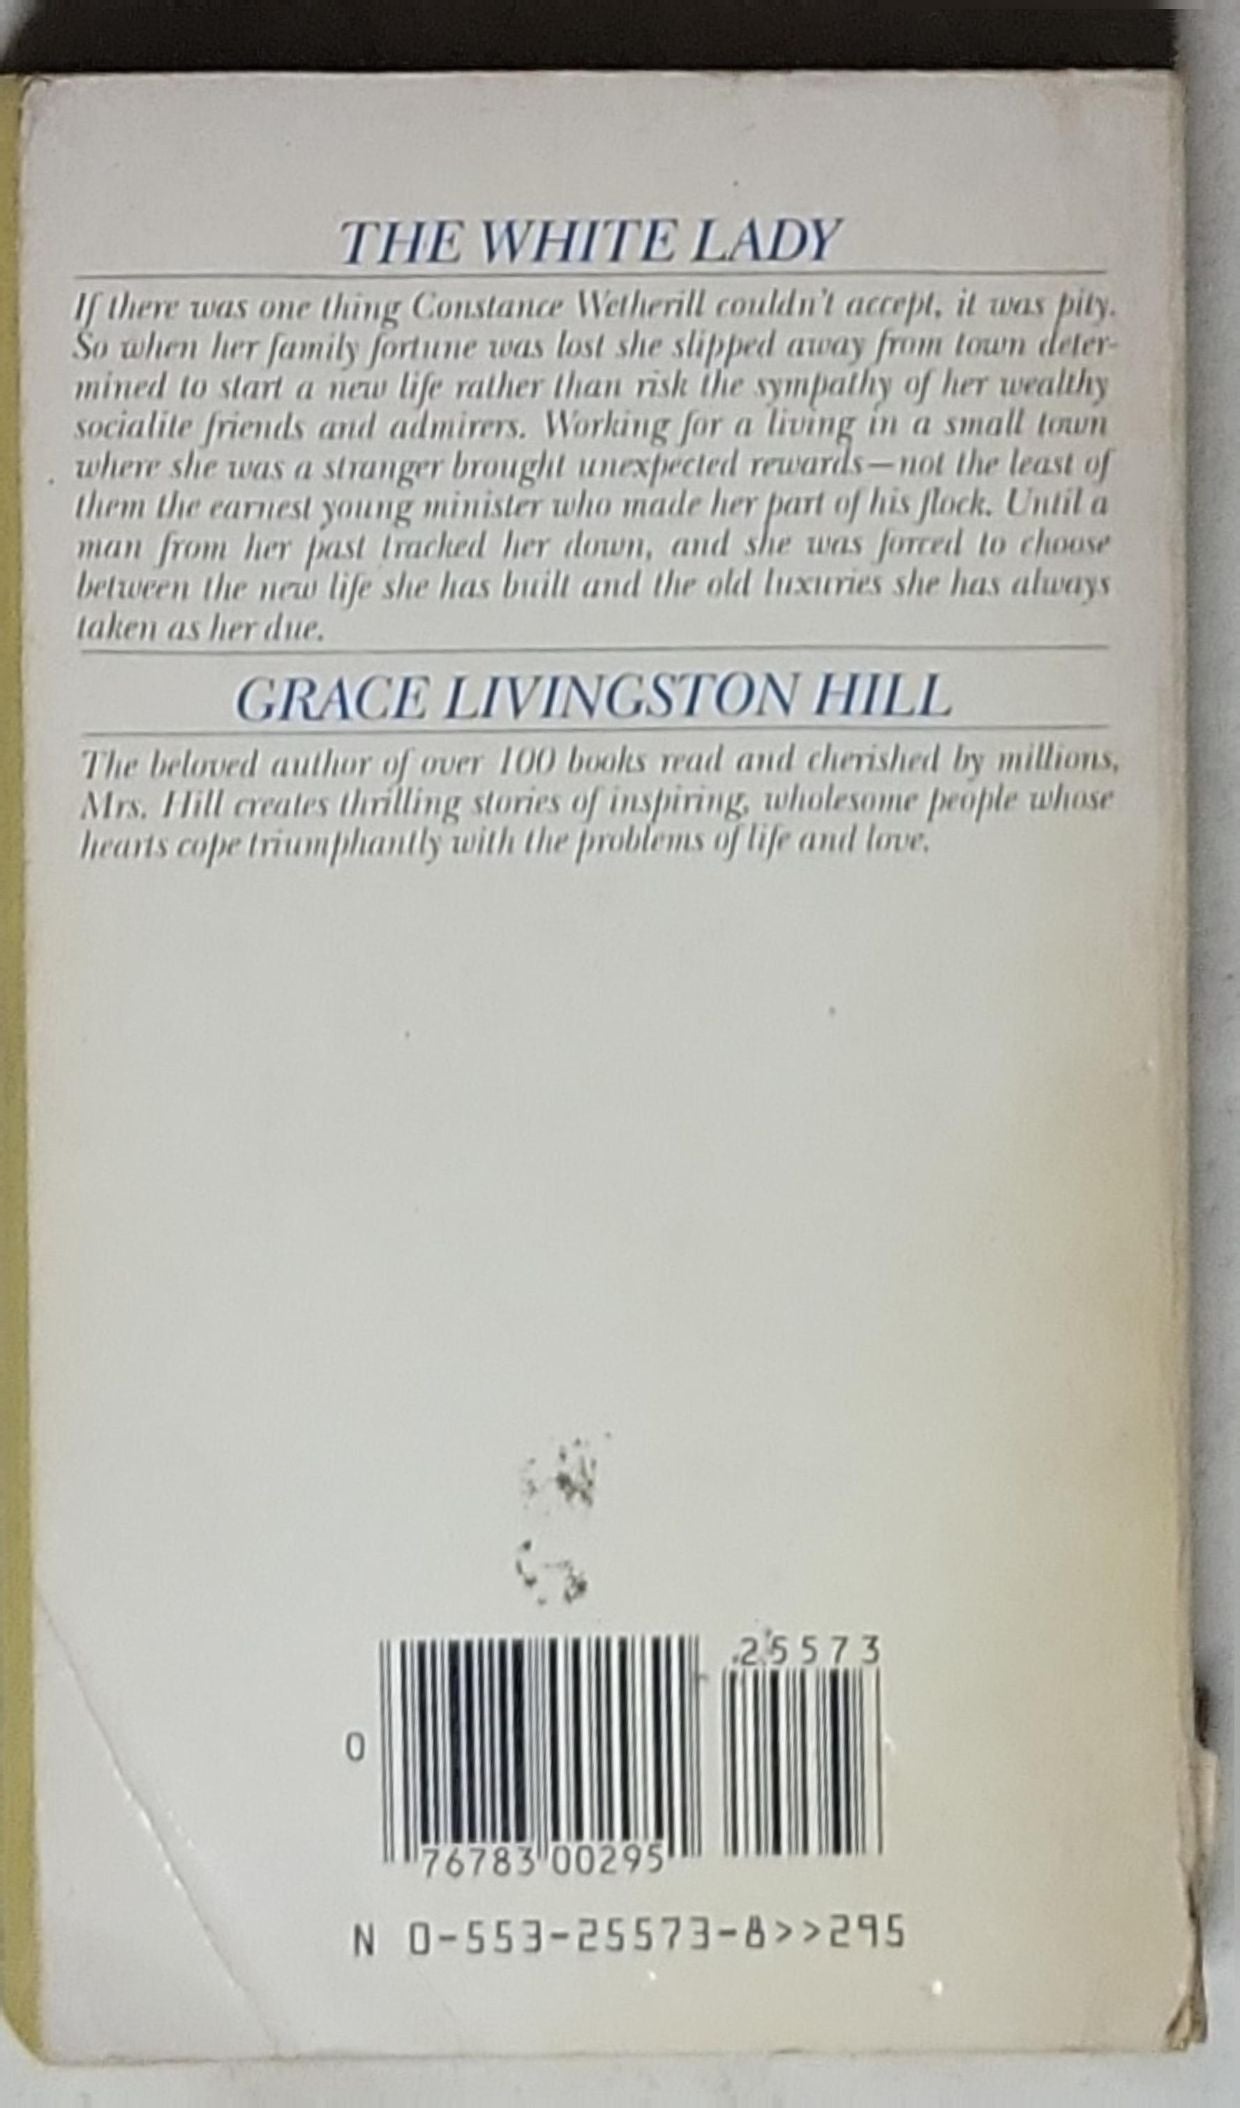 THE WHITE LADY
If there was one thing Constance Wetherill couldn't accept, it was pity.
So when her family fortune was lost she slipped away from town deter-
mined to start a new life rather than risk the sympathy of her wealthy
socialite friends and admirers. Working for a living in a small town
where she was a stranger brought unexpected rewards—not the least of
them the earnest young minister who made her part of his flock. Until a
man from her past tracked her down, and she was forced to choose
between the new life she has built and the old luxuries she has always
taken as her due.
GRACE LIVINGSTON HILL
The beloved author of over 100 books read and cherished by millions,
Mrs. Hill creates thrilling stories of inspiring, wholesome people whose
hearts cope triumphantly with the problems of life and love.
25573
0
76783 00295
N 0-553-25573-8>>295